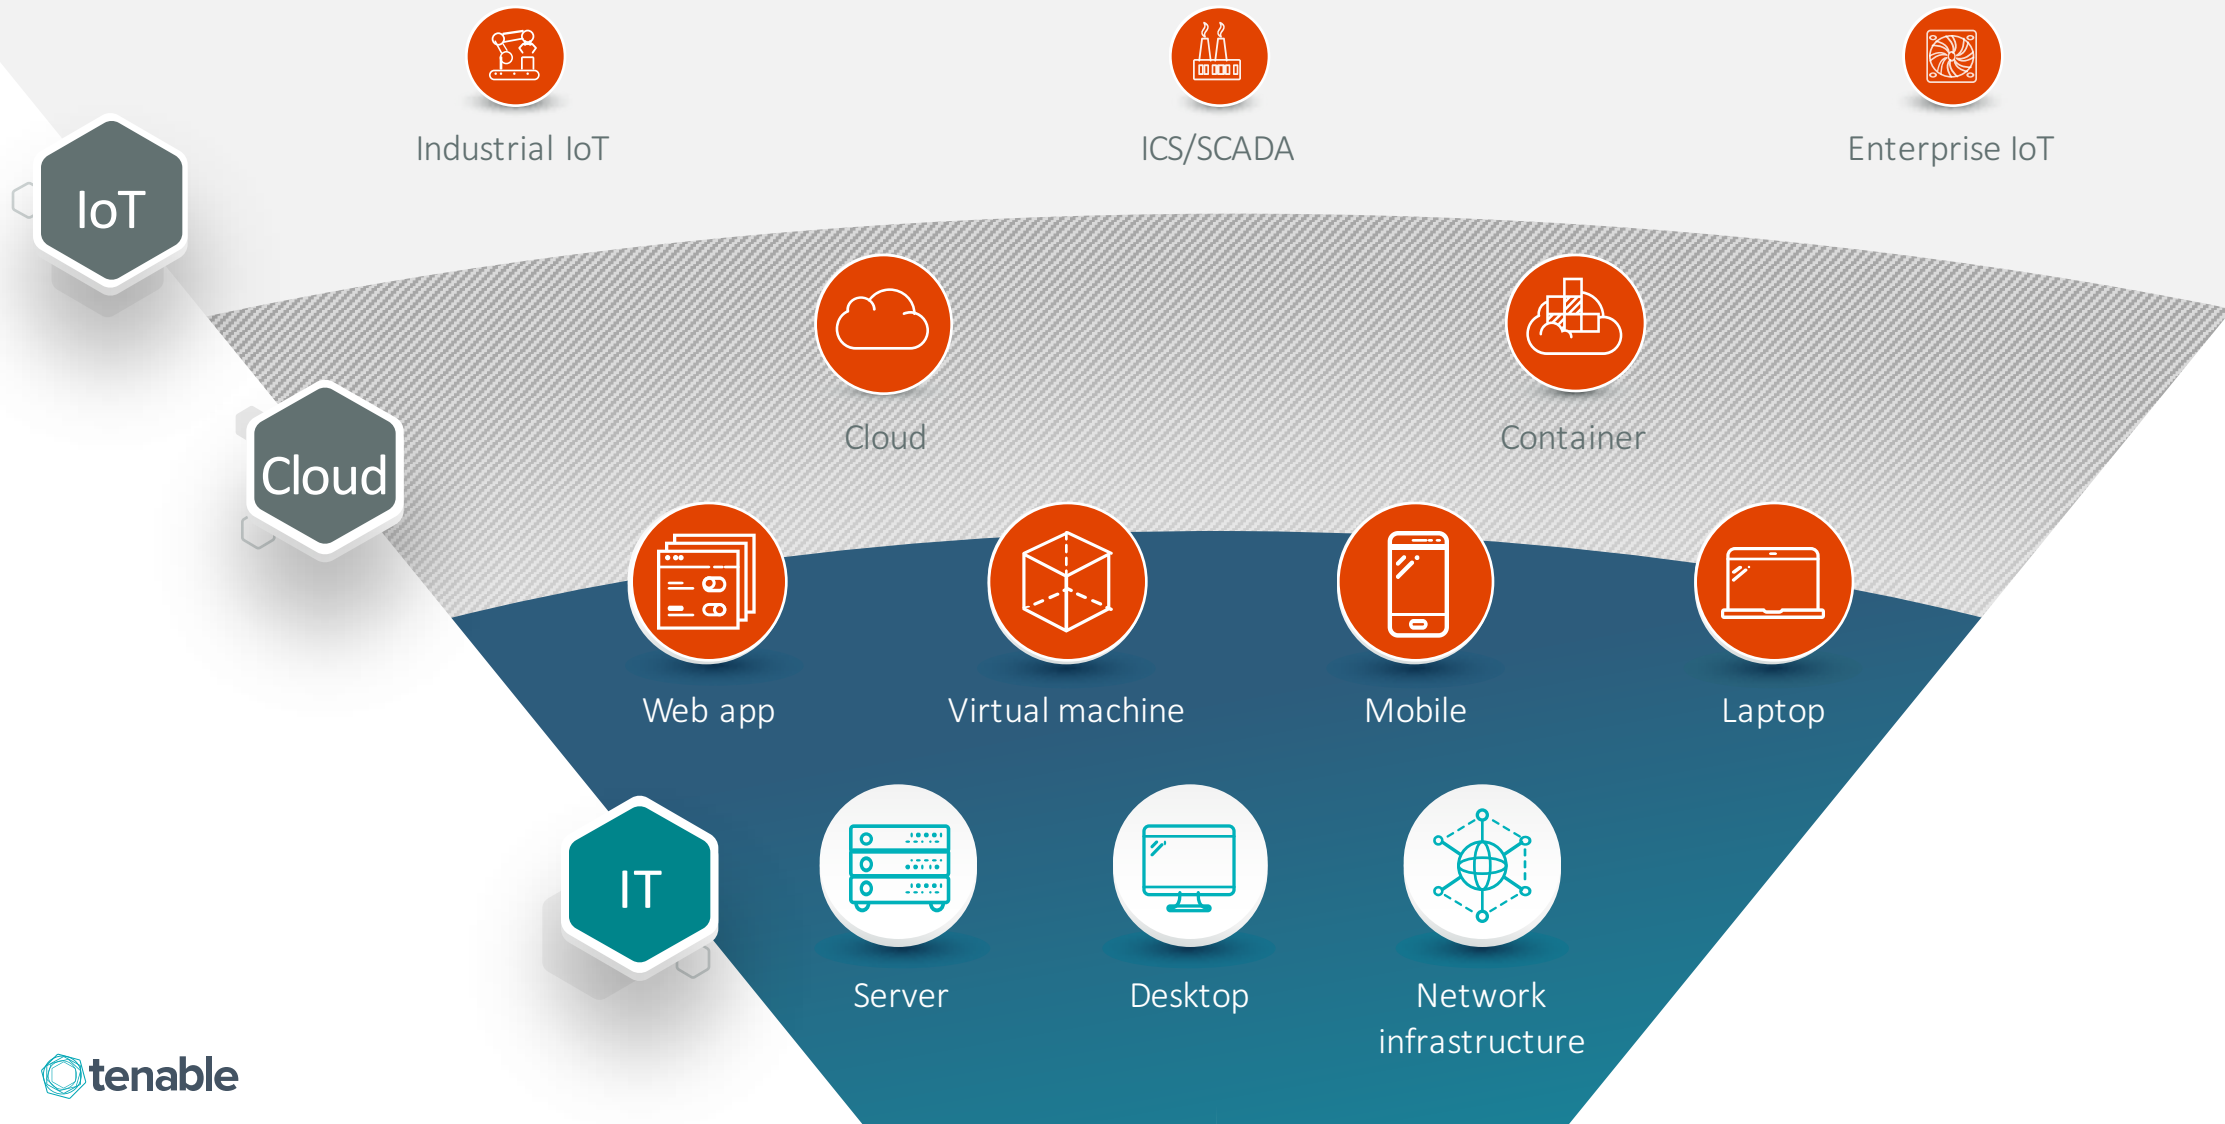 Industrial IoT
ICS/SCADA
Enterprise IoT
IoT
Cloud
Container
Cloud
Web app
Virtual machine
Mobile
Laptop
IT
Server
Desktop
Network
infrastructure
tenable